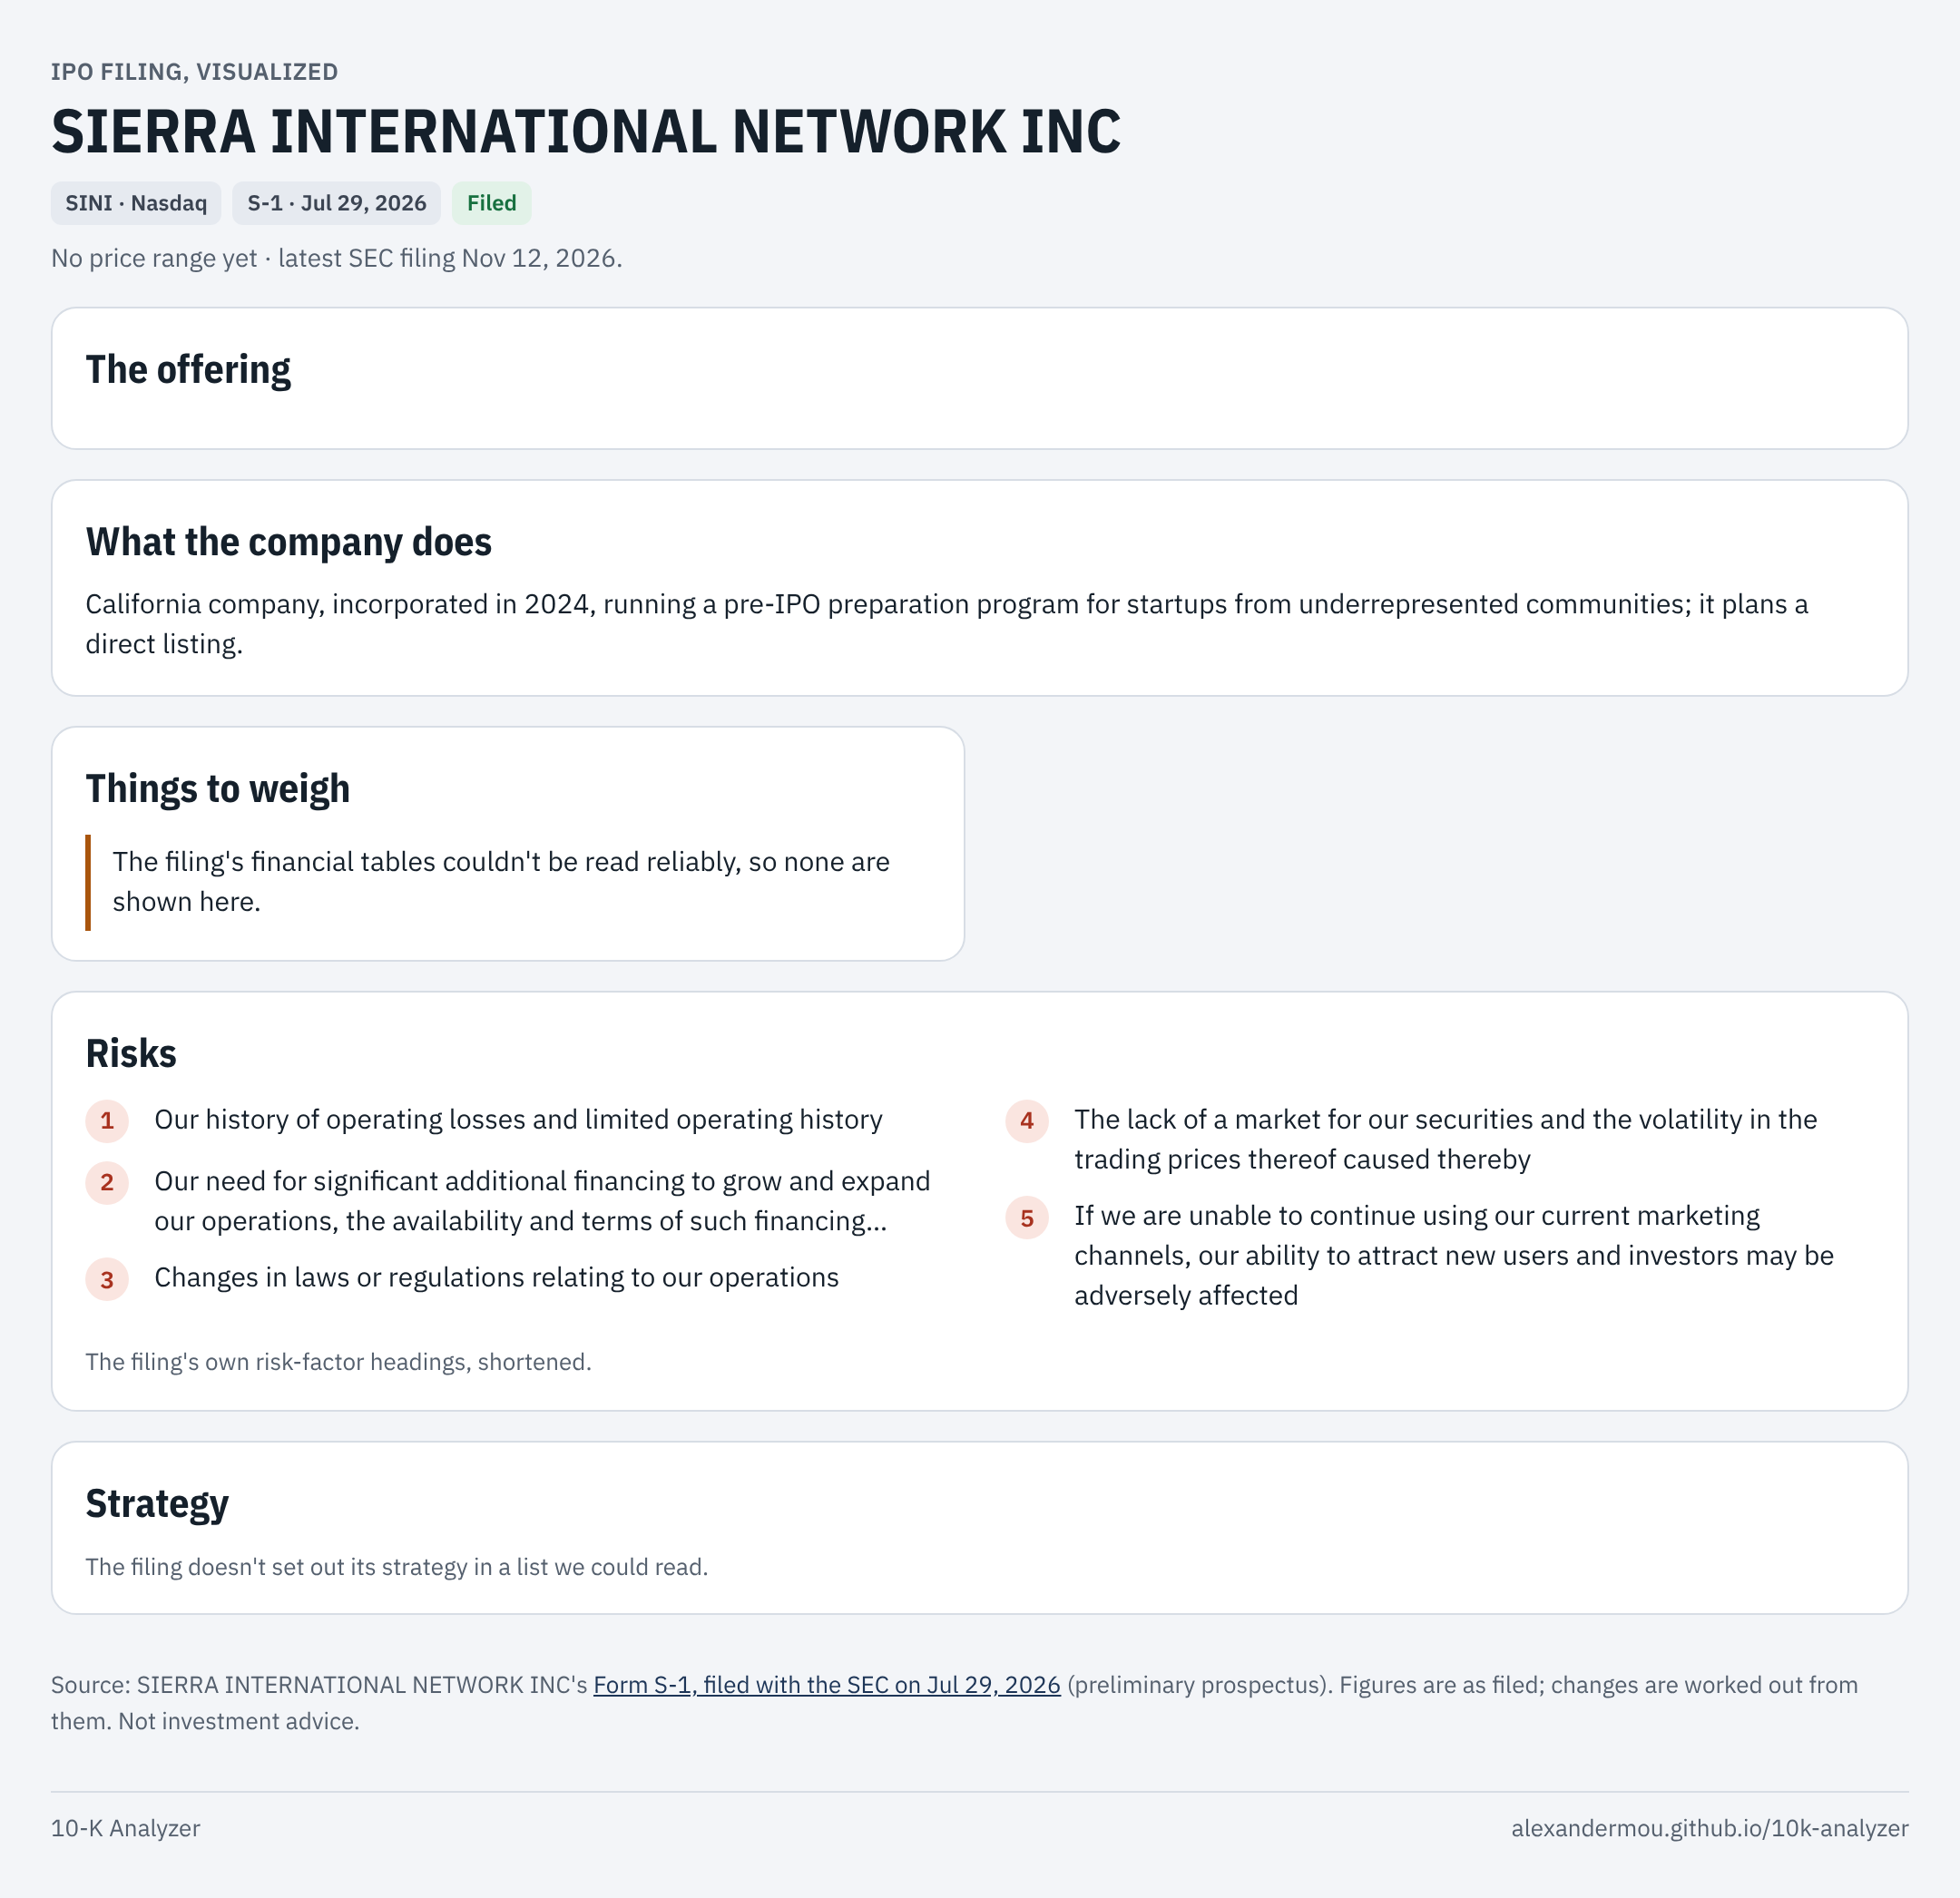 IPO FILING, VISUALIZED
SIERRA INTERNATIONAL NETWORK INC
SINI · Nasdaq
S-1 · Jul 29, 2026
Filed
No price range yet · latest SEC filing Nov 12, 2026.
The offering
What the company does
California company, incorporated in 2024, running a pre-IPO preparation program for startups from underrepresented communities; it plans a
direct listing.
Things to weigh
The filing's financial tables couldn't be read reliably, so none are
shown here.
Risks
1 Our history of operating losses and limited operating history
2 Our need for significant additional financing to grow and expand
our operations, the availability and terms of such financing...
3 Changes in laws or regulations relating to our operations
4 The lack of a market for our securities and the volatility in the
trading prices thereof caused thereby
5 If we are unable to continue using our current marketing
channels, our ability to attract new users and investors may be
adversely affected
The filing's own risk-factor headings, shortened.
Strategy
The filing doesn't set out its strategy in a list we could read.
Source: SIERRA INTERNATIONAL NETWORK INC's Form S-1, filed with the SEC on Jul 29, 2026 (preliminary prospectus). Figures are as filed; changes are worked out from
them. Not investment advice.
10-K Analyzer
alexandermou.github.io/10k-analyzer